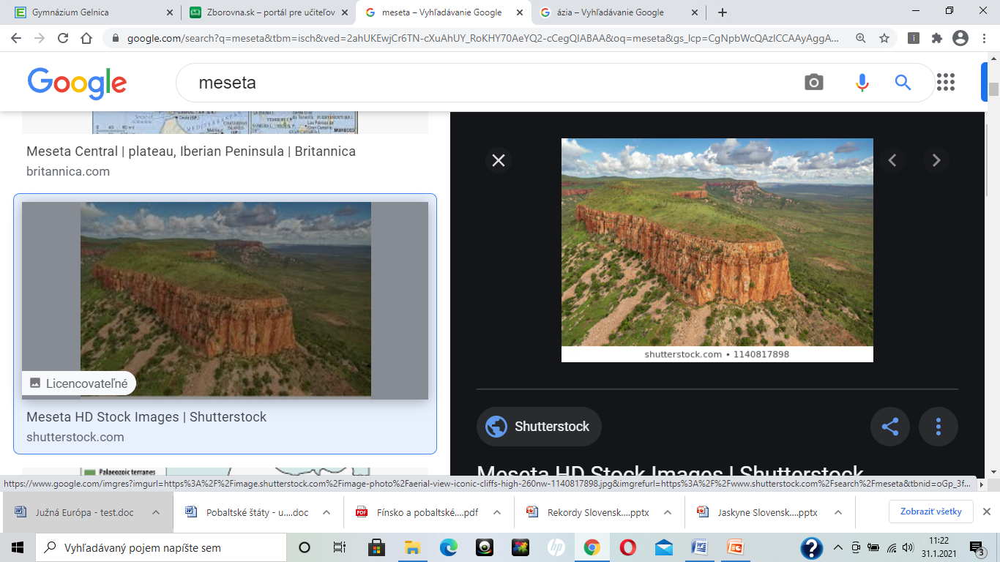 Gymnázium Gelnica
Zborovna.sk – portál pre učiteľov
meseta – Vyhľadávanie Google
ázia – Vyhľadávanie Google
google.com/search?q=meseta&tbm=isch&ved=2ahUKEwjCr6TN-cXuAhUY_RoKHY70AeYQ2-cCegQIABAA&oq=meseta&gs_lcp=CgNpbWcQAzICCAAyAggA...
Google
meseta
Meseta Central | plateau, Iberian Peninsula | Britannica
britannica.com
Licencovateľné
Meseta HD Stock Images | Shutterstock
shutterstock.com
shutterstock.com • 1140817898
Shutterstock
Meseta HD Stock Images | Shutterstock
Palaeozoic terranes
https://www.google.com/imgres?imgurl=https%3A%2F%2Fimage.shutterstock.com%2Fimage-photo%2Faerial-view-iconic-cliffs-high-260nw-1140817898.jpg&imgrefurl=https%3A%2F%2Fwww.shutterstock.com%2Fsearch%2Fmeseta&tbnid=oGp_3f...
Južná Európa - test.doc
Pobaltské štáty - u....doc
Fínsko a pobaltské....pdf
Rekordy Slovensk....pptx
Jaskyne Slovensk....pptx
Zobraziť všetky
Vyhľadávaný pojem napíšte sem
11:22
31.1.2021
3